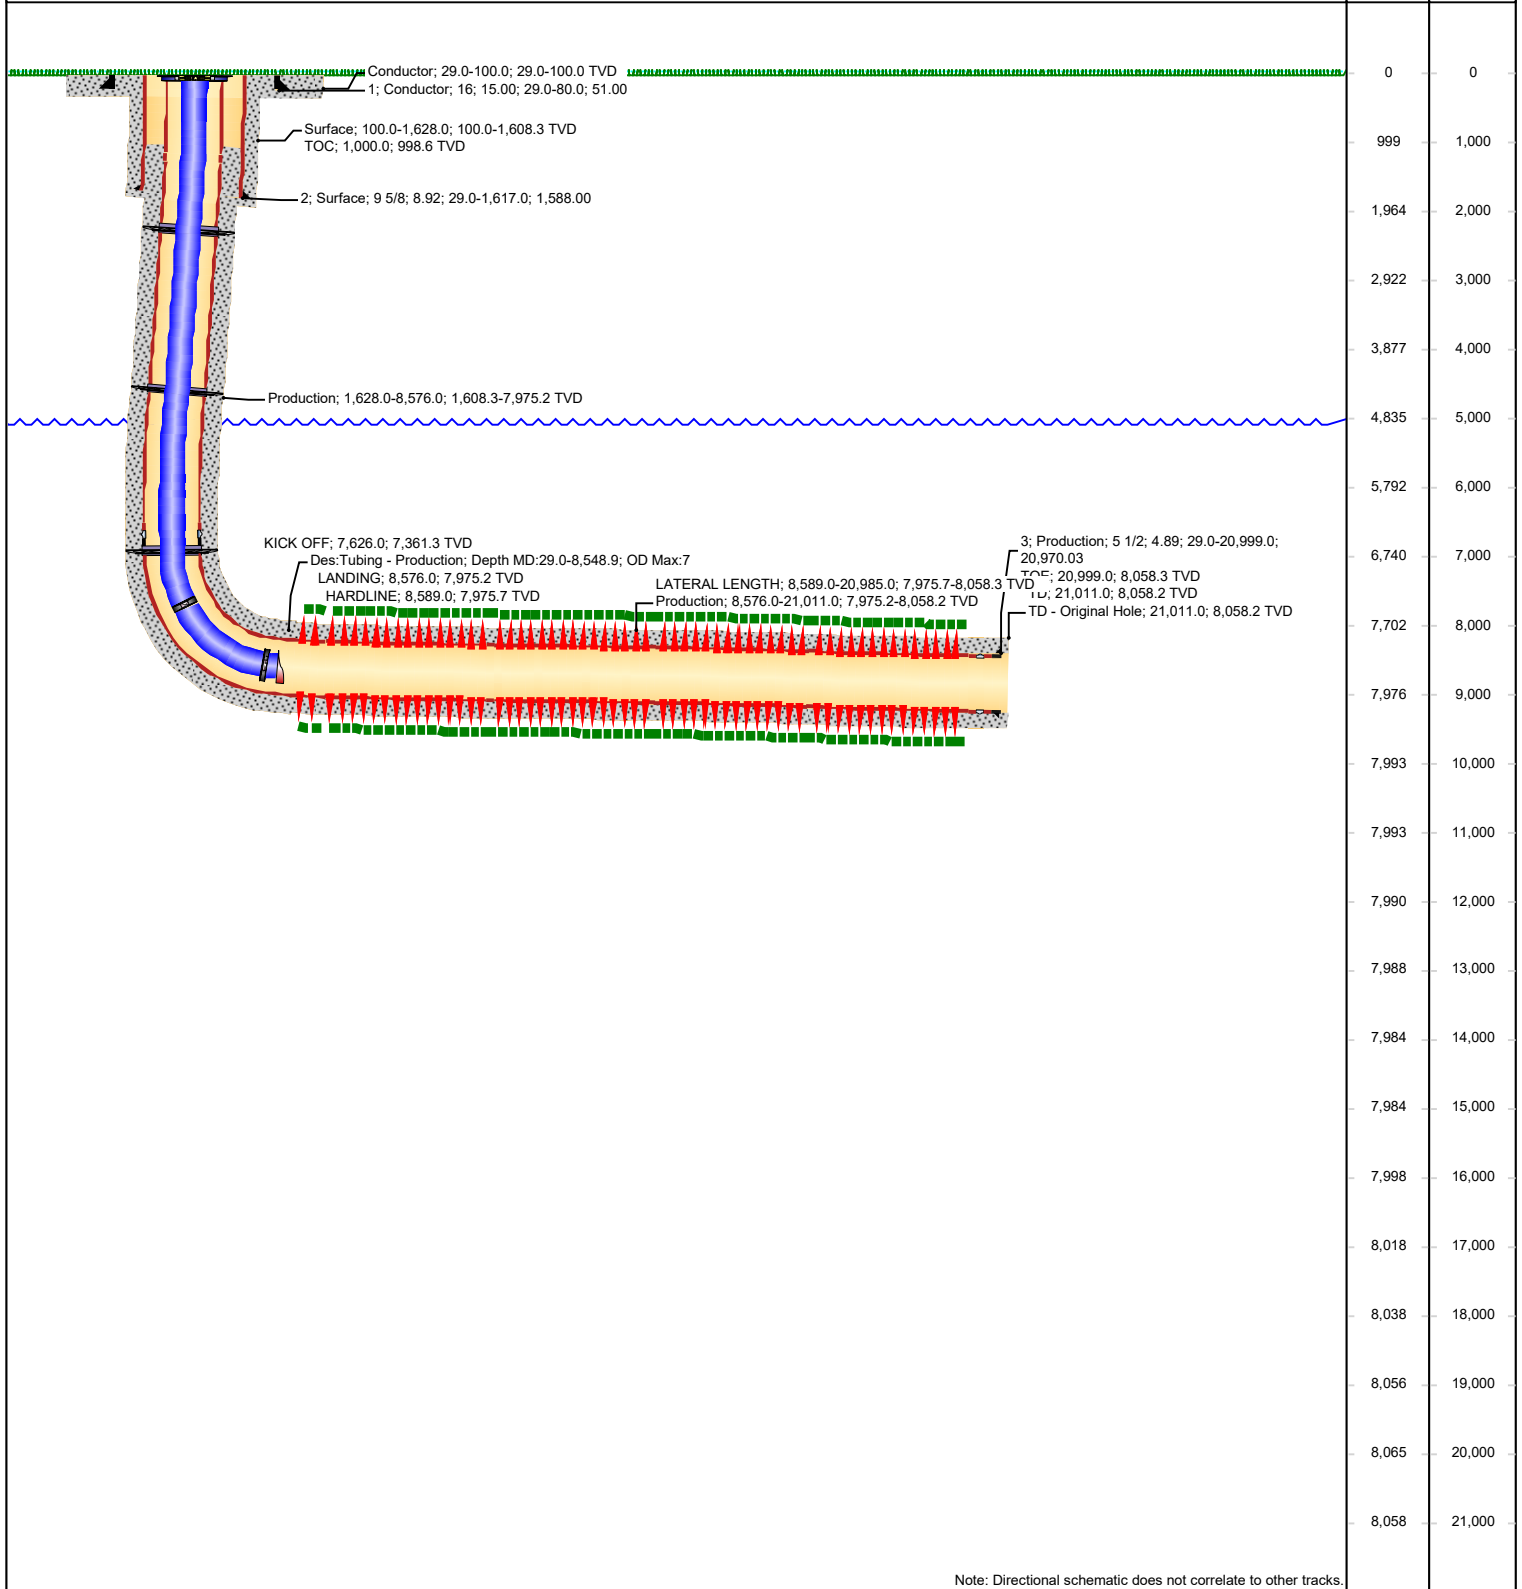 Conductor; 29.0-100.0; 29.0-100.0 TVD
1; Conductor; 16; 15.00; 29.0-80.0; 51.00
Surface; 100.0-1,628.0; 100.0-1,608.3 TVD
TOC; 1,000.0; 998.6 TVD
2; Surface; 9 5/8; 8.92; 29.0-1,617.0; 1,588.00
Production; 1,628.0-8,576.0; 1,608.3-7,975.2 TVD
KICK OFF; 7,626.0; 7,361.3 TVD
Des:Tubing - Production; Depth MD:29.0-8,548.9; OD Max:7
LANDING; 8,576.0; 7,975.2 TVD
HARDLINE; 8,589.0; 7,975.7 TVD
LATERAL LENGTH; 8,589.0-20,985.0; 7,975.7-8,058.3 TVD
Production; 8,576.0-21,011.0; 7,975.2-8,058.2 TVD
3; Production; 5 1/2; 4.89; 29.0-20,999.0;
20,970.03
20,999.0; 8,058.3 TVD
TD; 21,011.0; 8,058.2 TVD
TD - Original Hole; 21,011.0; 8,058.2 TVD
0 0
999 1,000
1,964 2,000
2,922 3,000
3,877 4,000
4,835 5,000
5,792 6,000
6,740 7,000
7,702 8,000
7,976 9,000
7,993 10,000
7,993 11,000
7,990 12,000
7,988 13,000
7,984 14,000
7,984 15,000
7,998 16,000
8,018 17,000
8,038 18,000
8,056 19,000
8,065 20,000
8,058 21,000
Note: Directional schematic does not correlate to other tracks.